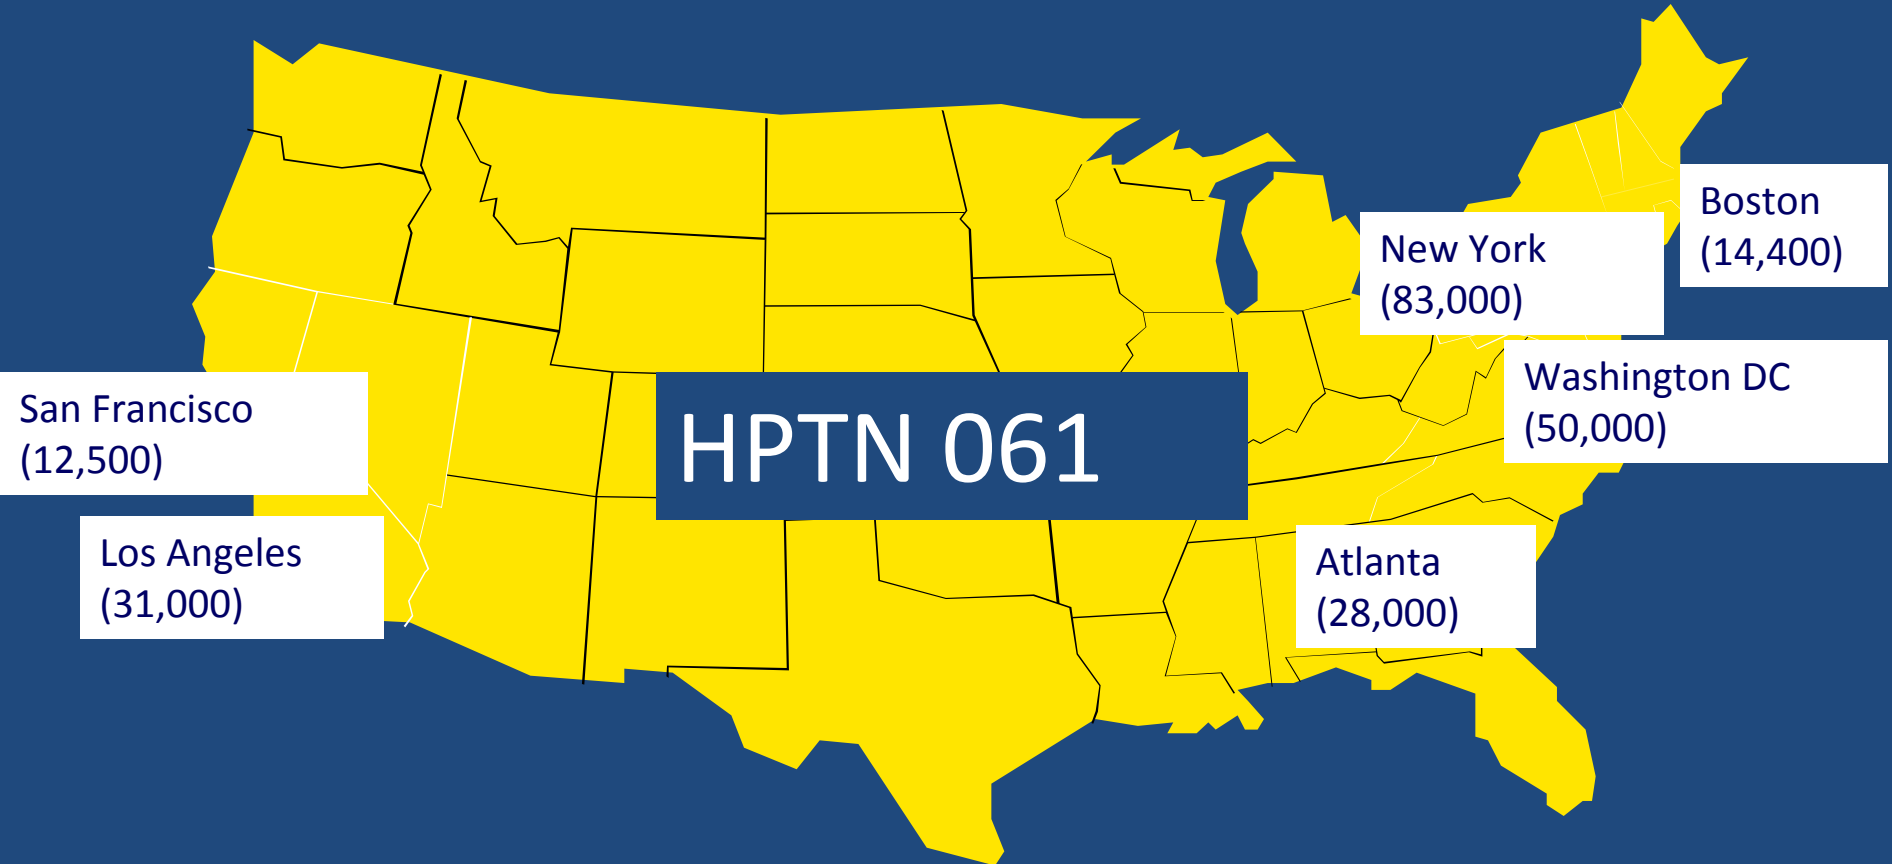 Boston
(14,400)
New York
(83,000)
Washington DC
(50,000)
San Francisco
(12,500)
HPTN 061
Los Angeles
(31,000)
Atlanta
(28,000)